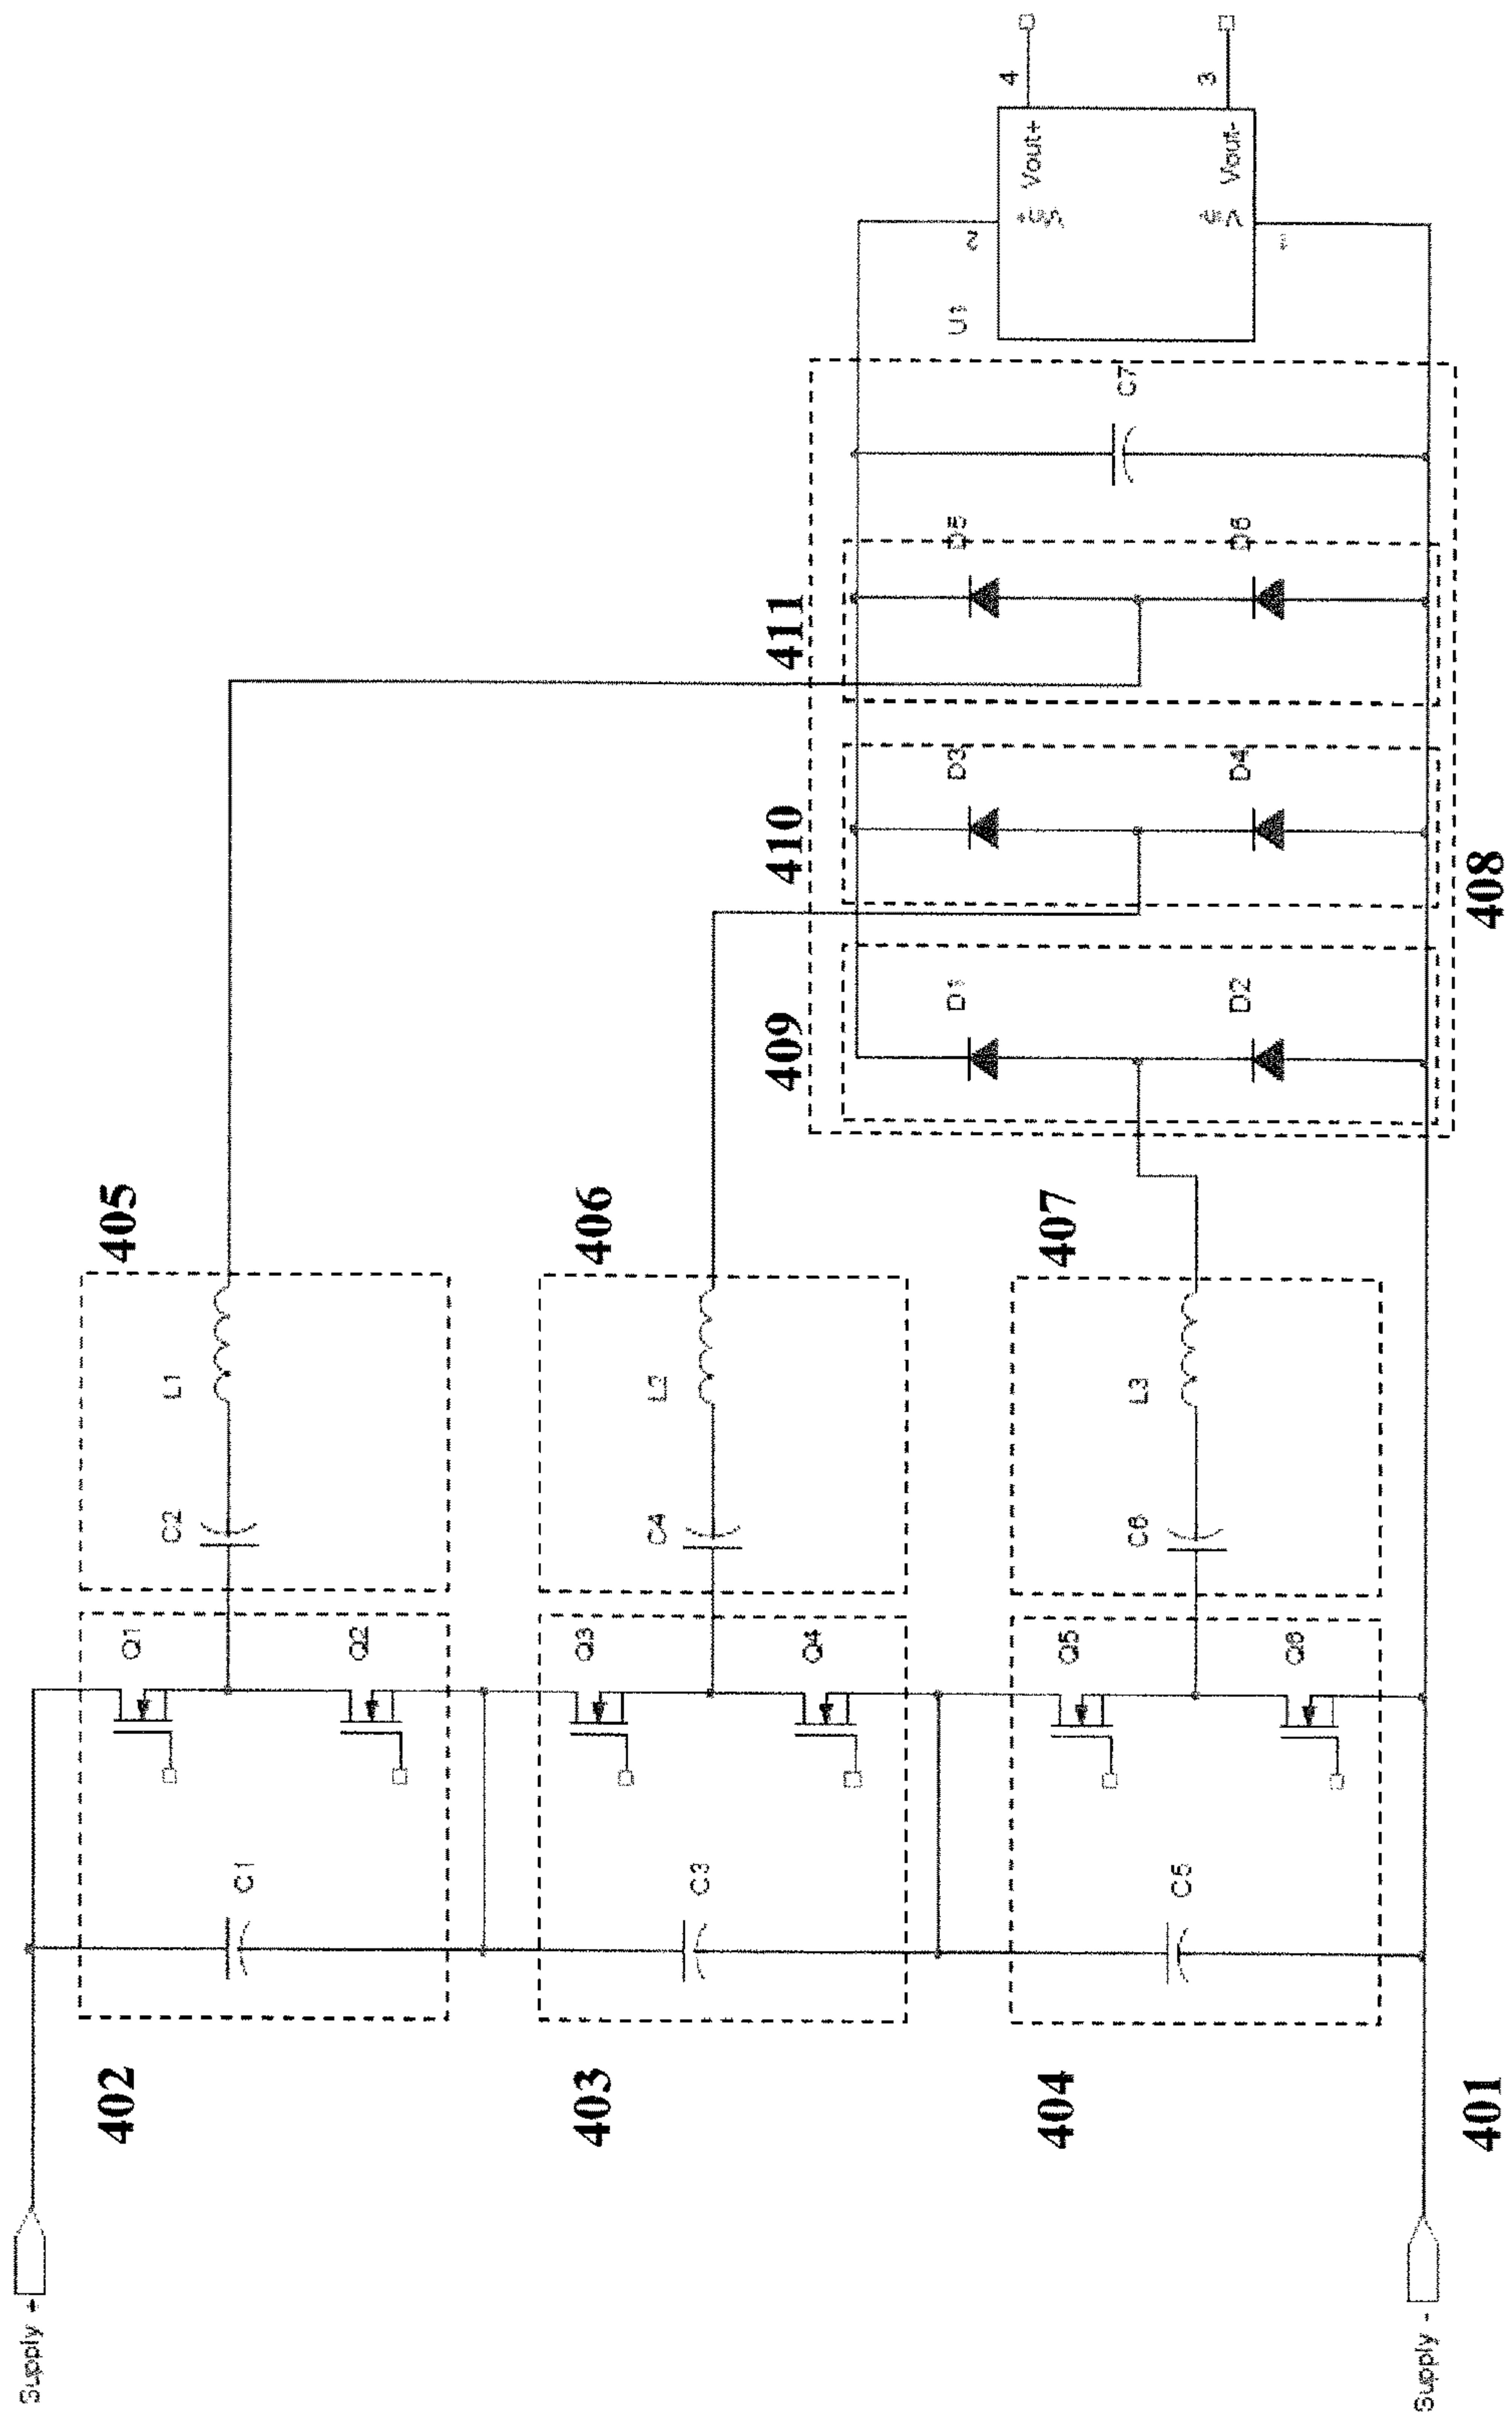 Supply +
Supply -
401
402
403
404
C1
C3
C5
Q1
Q2
Q3
Q4
Q5
Q6
405
406
407
C2
L1
C4
L2
C6
L3
408
409
410
411
D1
D2
D3
D4
D5
D6
C7
U1
2
1
Vin+
Vin-
Vout+
Vout-
4
3